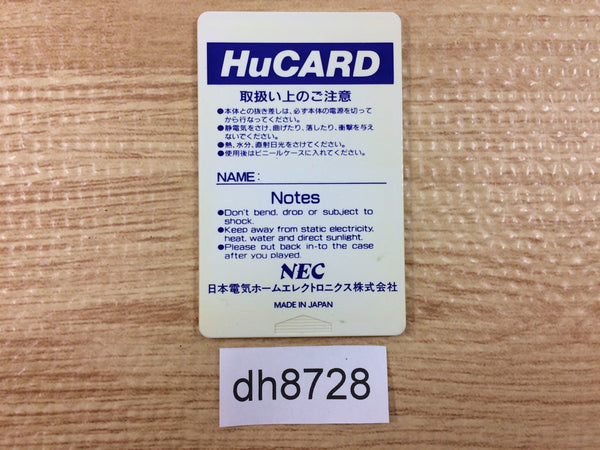 HuCARD
取扱い上のご注意
●本体との抜き差しは、必ず本体の電源を切って
から行なってください。
●静電気をさけ、曲げたり、落したり、衝撃を与え
ないでください。
●熱、水分、直射日光をさけてください。
●使用後はビニールケースに入れてください。
NAME:
Notes
●Don't bend, drop or subject to
shock.
●Keep away from static electricity,
heat, water and direct sunlight.
●Please put back in-to the case
after you played.
NEC
日本電気ホームエレクトロニクス株式会社
MADE IN JAPAN
dh8728